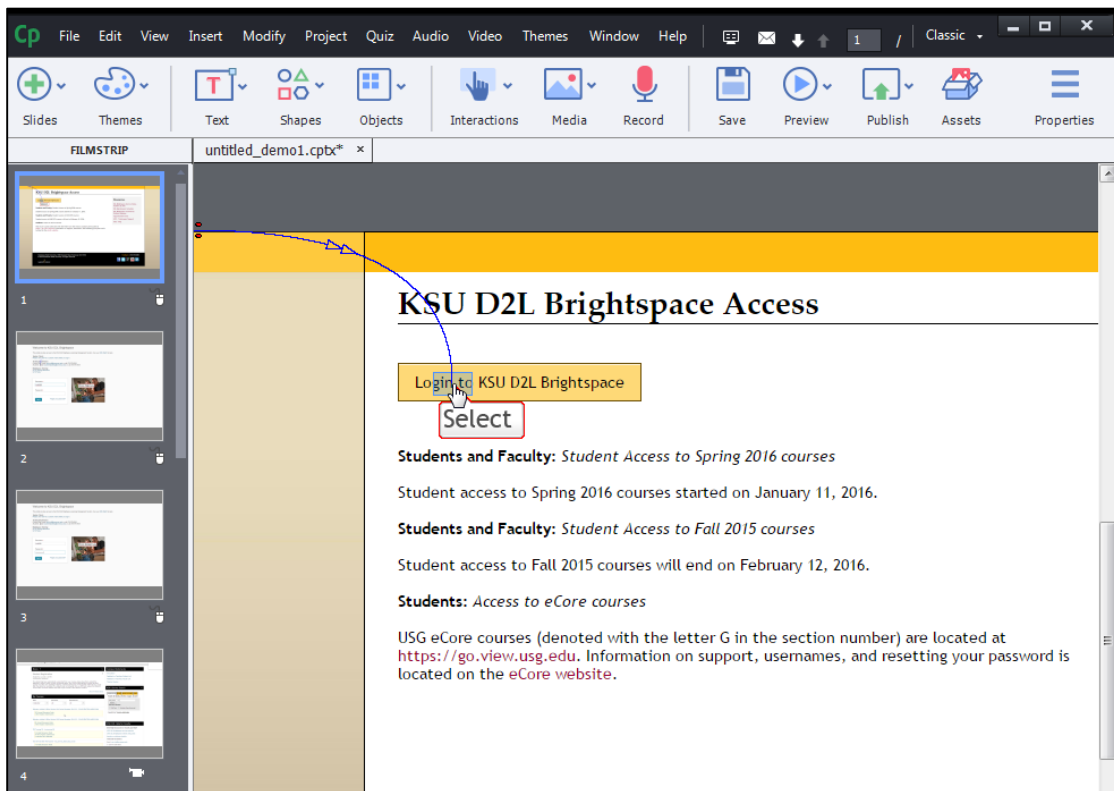 Cp File Edit View Insert Modify Project Quiz Audio Video Themes Window Help 1 / Classic
Slides Themes Text Shapes Objects Interactions Media Record Save Preview Publish Assets Properties
FILMSTRIP untitled_demo1.cptx*
KSU D2L Brightspace Access
Login to KSU D2L Brightspace
Select
Students and Faculty: Student Access to Spring 2016 courses
Student access to Spring 2016 courses started on January 11, 2016.
Students and Faculty: Student Access to Fall 2015 courses
Student access to Fall 2015 courses will end on February 12, 2016.
Students: Access to eCore courses
USG eCore courses (denoted with the letter G in the section number) are located at
https://go.view.usg.edu. Information on support, usernames, and resetting your password is
located on the eCore website.
1
2
3
4